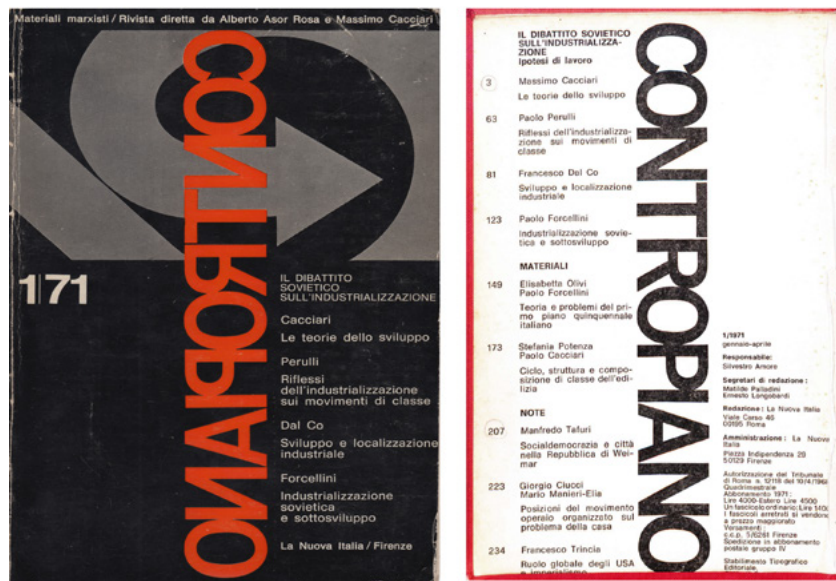 Materiali marxisti / Rivista diretta da Alberto Asor Rosa e Massimo Cacciari
CONTROPIANO
1/71
IL DIBATTITO
SOVIETICO
SULL'INDUSTRIALIZZAZIONE
Cacciari
Le teorie dello sviluppo
Perulli
Riflessi
dell'industrializzazione
sui movimenti di classe
Dal Co
Sviluppo e localizzazione
industriale
Forcellini
Industrializzazione
sovietica
e sottosviluppo
La Nuova Italia / Firenze
IL DIBATTITO SOVIETICO
SULL'INDUSTRIALIZZA-
ZIONE
Ipotesi di lavoro
3 Massimo Cacciari
Le teorie dello sviluppo
63 Paolo Perulli
Riflessi dell'industrializza-
zione sui movimenti di
classe
81 Francesco Dal Co
Sviluppo e localizzazione
industriale
123 Paolo Forcellini
Industrializzazione sovie-
tica e sottosviluppo
MATERIALI
149 Elisabetta Olivi
Paolo Forcellini
Teoria e problemi del pri-
mo piano quinquennale
italiano
173 Stefania Potenza
Paolo Cacciari
Ciclo, struttura e compo-
sizione di classe dell'edi-
lizia
NOTE
207 Manfredo Tafuri
Socialdemocrazia e città
nella Repubblica di Wei-
mar
223 Giorgio Ciucci
Mario Manieri-Elia
Posizioni del movimento
operaio organizzato sul
problema della casa
234 Francesco Trincia
Ruolo globale degli USA
e imperialismo
CONTROPIANO
1/1971
gennaio-aprile
Responsabile:
Silvestro Amore
Segretari di redazione:
Matilde Palladini
Ernesto Longobardi
Redazione: La Nuova Italia
Viale Carso 46
00195 Roma
Amministrazione: La Nuova
Italia
Piazza Indipendenza 29
50129 Firenze
Autorizzazione del Tribunale
di Roma n. 12118 del 10/4/1968
Quadrimestrale
Abbonamento 1971:
Lire 4000-Estero Lire 4500
Un fascicolo ordinario: Lire
I fascicoli arretrati si vendono
a prezzo maggiorato
Versamenti:
c.c.p. 5/6261 Firenze
Spedizione in abbonamento
postale gruppo IV
Stabilimento Tipografico
Editoriale,